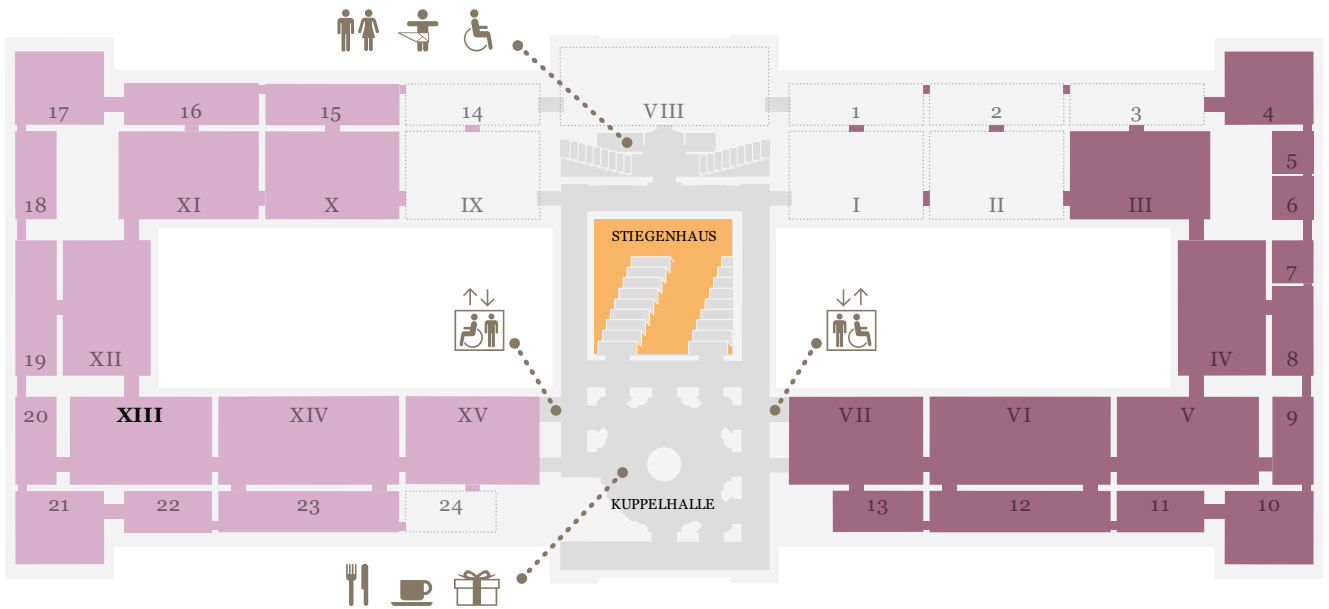 17 16 15 14 VIII 1 2 3 4
5
18 XI X IX I II III 6
STIEGENHAUS
7
19 XII IV 8
20 XIII XIV XV VII VI V 9
21 22 23 24 KUPPELHALLE 13 12 11 10